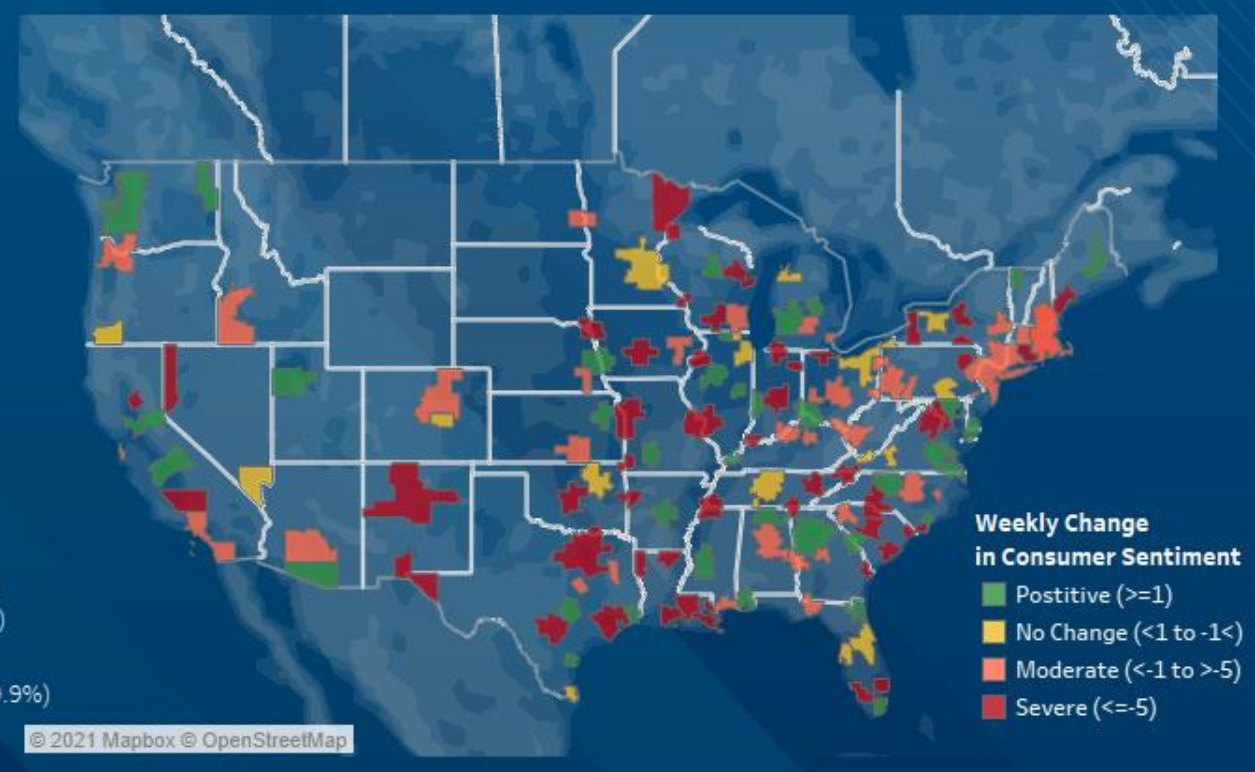 Weekly Change
in Consumer Sentiment
Postitive (>=1)
No Change (<1 to -1<)
Moderate (<-1 to >-5)
Severe (<=-5)
)
.9%)
© 2021 Mapbox © OpenStreetMap